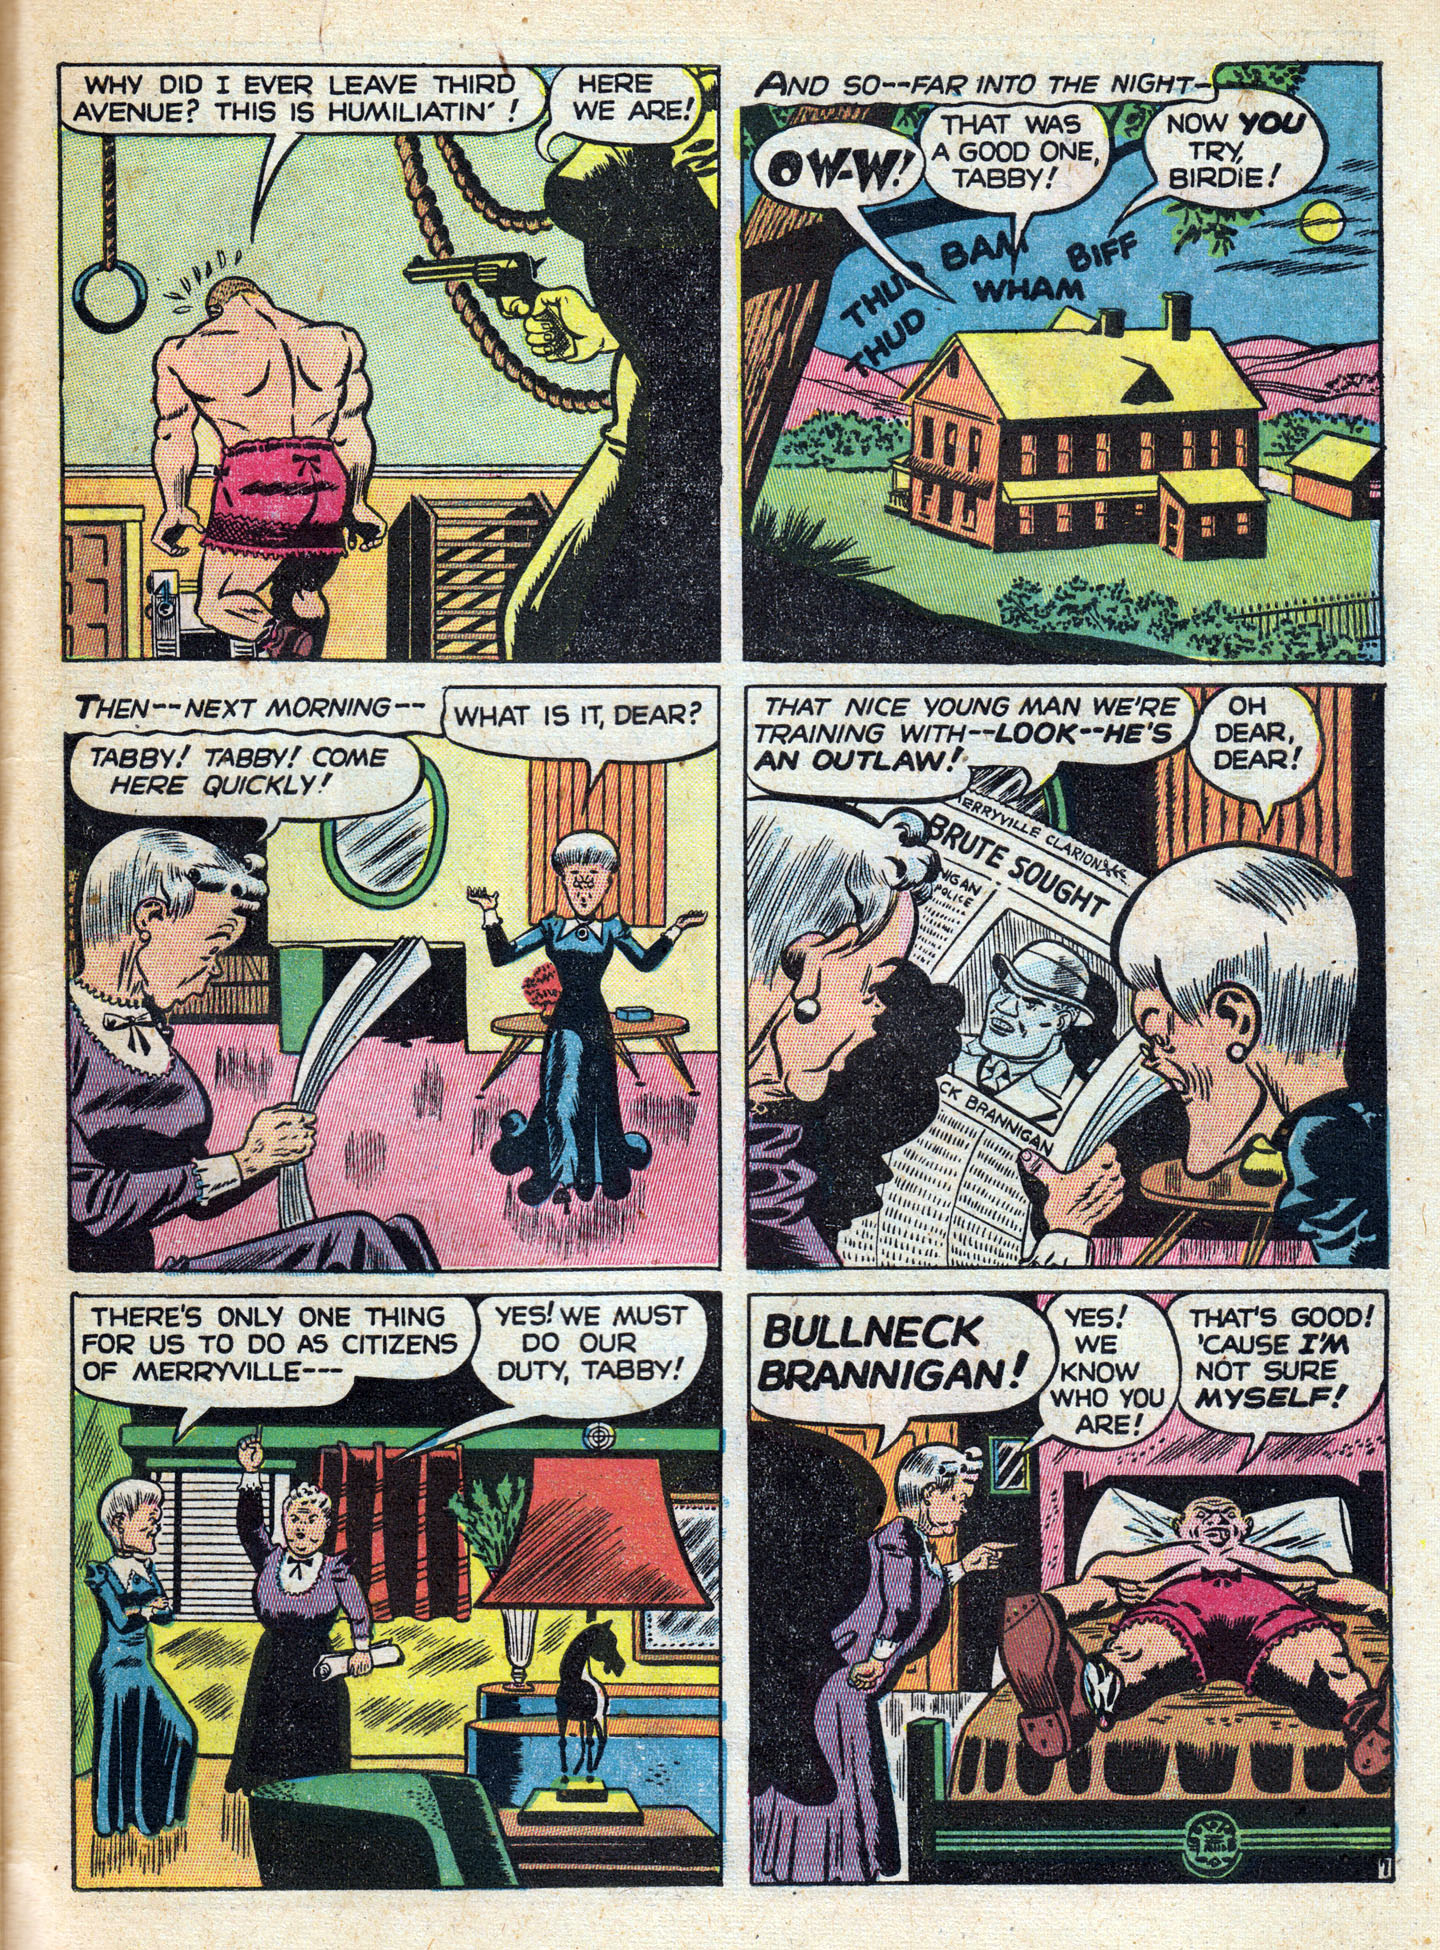 WHY DID I EVER LEAVE THIRD
AVENUE? THIS IS HUMILIATIN'!
HERE
WE ARE!
AND SO--FAR INTO THE NIGHT--
OW-W!
THAT WAS
A GOOD ONE,
TABBY!
NOW YOU
TRY,
BIRDIE!
THUD
BAM
BIFF
WHAM
THUD
THEN--NEXT MORNING--
TABBY! TABBY! COME
HERE QUICKLY!
WHAT IS IT, DEAR?
THAT NICE YOUNG MAN WE'RE
TRAINING WITH--LOOK--HE'S
AN OUTLAW!
OH
DEAR,
DEAR!
MERRYVILLE CLARION
BRUTE SOUGHT
NIGAN
POLICE
CK BRANNIGAN
THERE'S ONLY ONE THING
FOR US TO DO AS CITIZENS
OF MERRYVILLE---
YES! WE MUST
DO OUR
DUTY, TABBY!
BULLNECK
BRANNIGAN!
YES!
WE
KNOW
WHO YOU
ARE!
THAT'S GOOD!
'CAUSE I'M
NOT SURE
MYSELF!
7